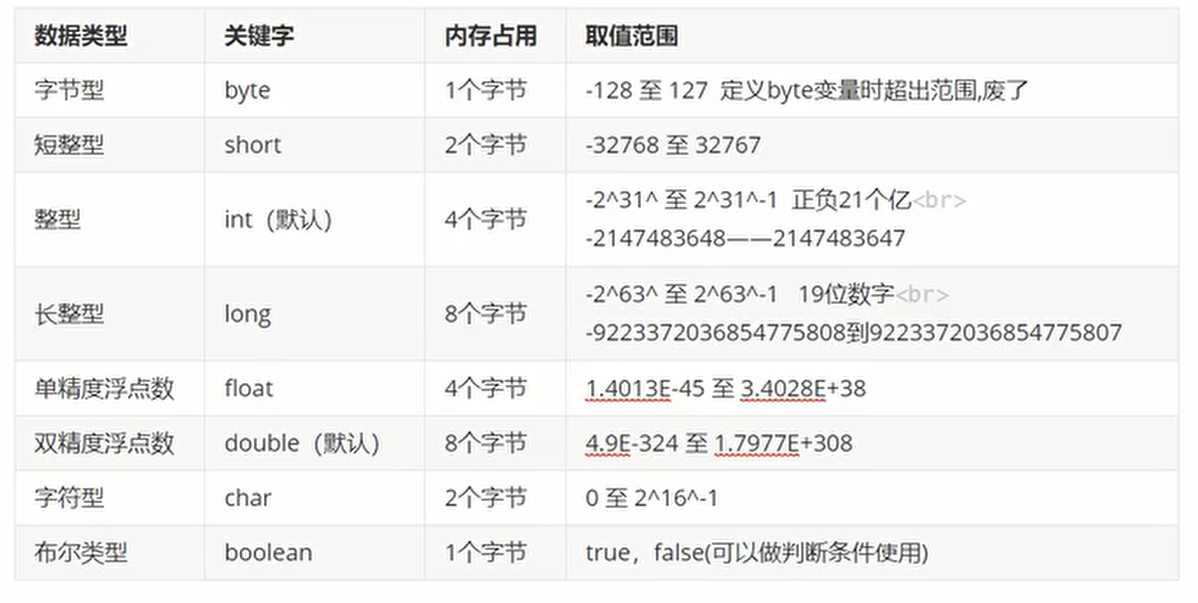 数据类型 关键字 内存占用 取值范围
字节型 byte 1个字节 -128 至 127 定义byte变量时超出范围,废了
短整型 short 2个字节 -32768 至 32767
整型 int（默认） 4个字节 -2^31^ 至 2^31^-1 正负21个亿<br>
-2147483648——2147483647
长整型 long 8个字节 -2^63^ 至 2^63^-1 19位数字<br>
-9223372036854775808到9223372036854775807
单精度浮点数 float 4个字节 1.4013E-45 至 3.4028E+38
双精度浮点数 double（默认） 8个字节 4.9E-324 至 1.7977E+308
字符型 char 2个字节 0 至 2^16^-1
布尔类型 boolean 1个字节 true，false(可以做判断条件使用)